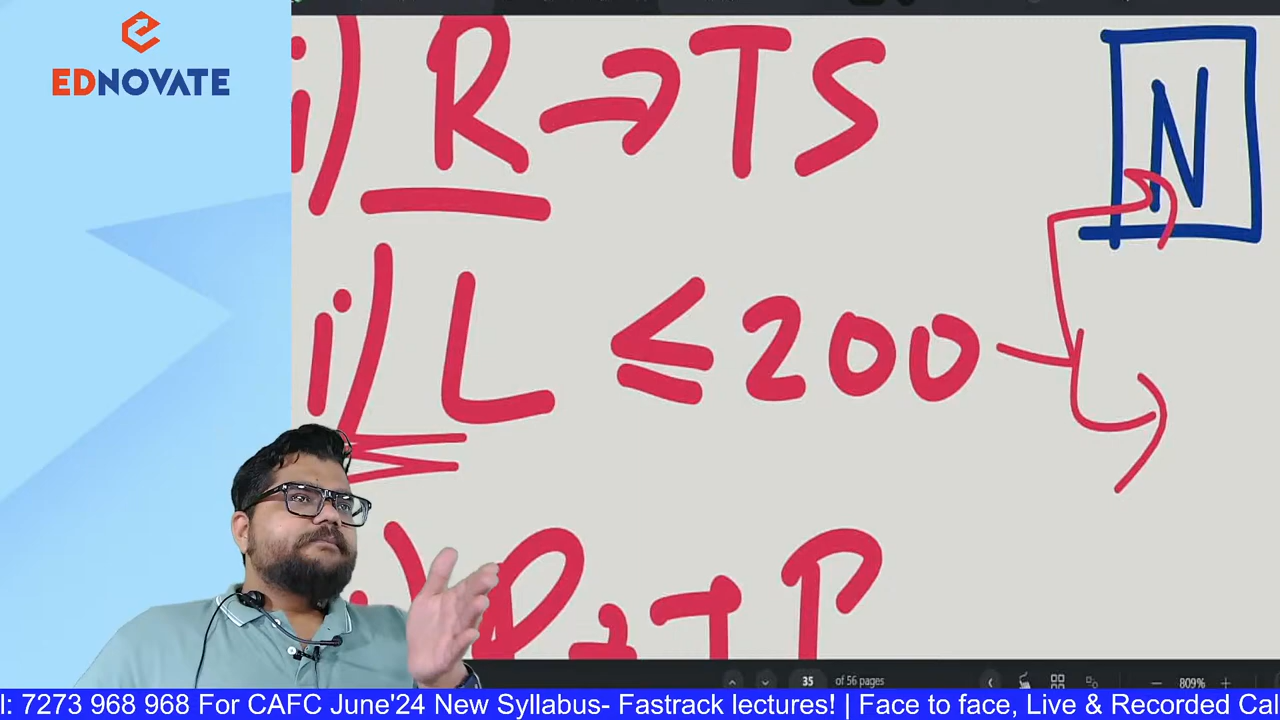 EDNOVATE
i) R → TS
N
i) L ≤ 200
35 of 56 pages
809%
l: 7273 968 968 For CAFC June'24 New Syllabus- Fastrack lectures! | Face to face, Live & Recorded Cal